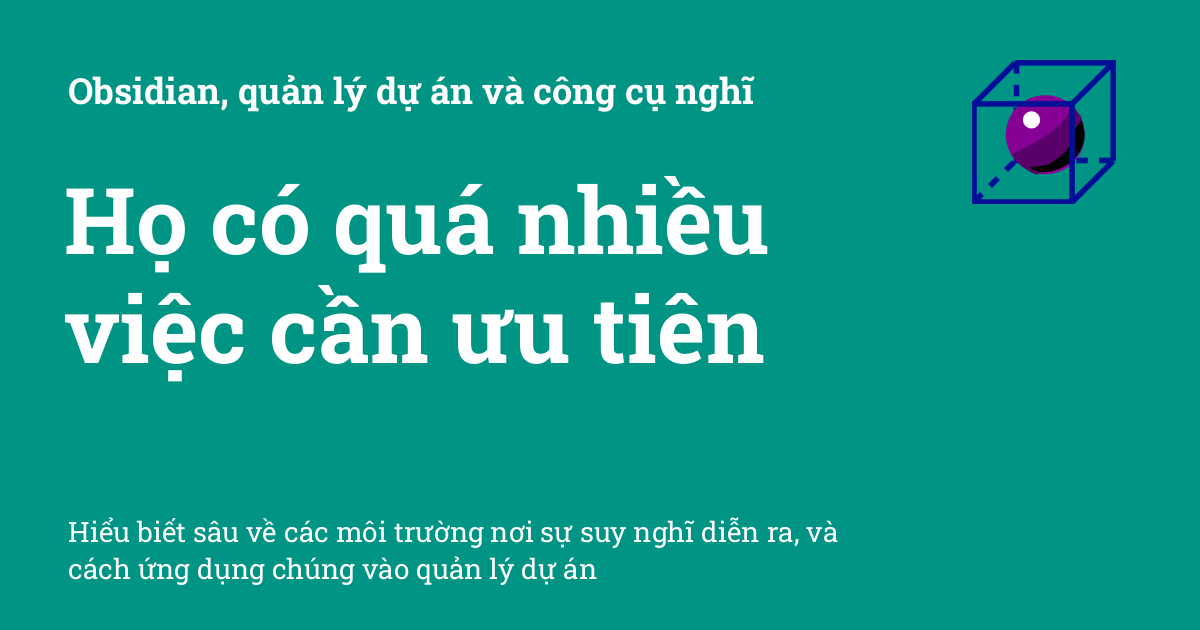 Obsidian, quản lý dự án và công cụ nghĩ
Họ có quá nhiều
việc cần ưu tiên
Hiểu biết sâu về các môi trường nơi sự suy nghĩ diễn ra, và
cách ứng dụng chúng vào quản lý dự án